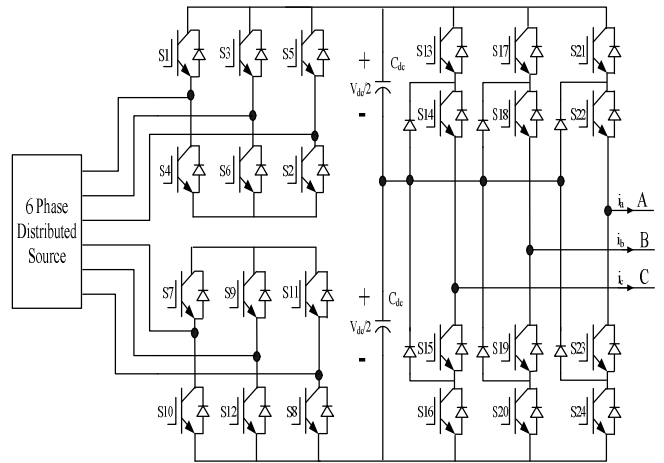 S1
S3
S5
S4
S6
S2
6 Phase
Distributed
Source
S7
S9
S11
S10
S12
S8
+
Cdc
Vdc/2
-
+
Cdc
Vdc/2
-
S13
S17
S21
S14
S18
S22
ia A
ib B
ic C
S15
S19
S23
S16
S20
S24